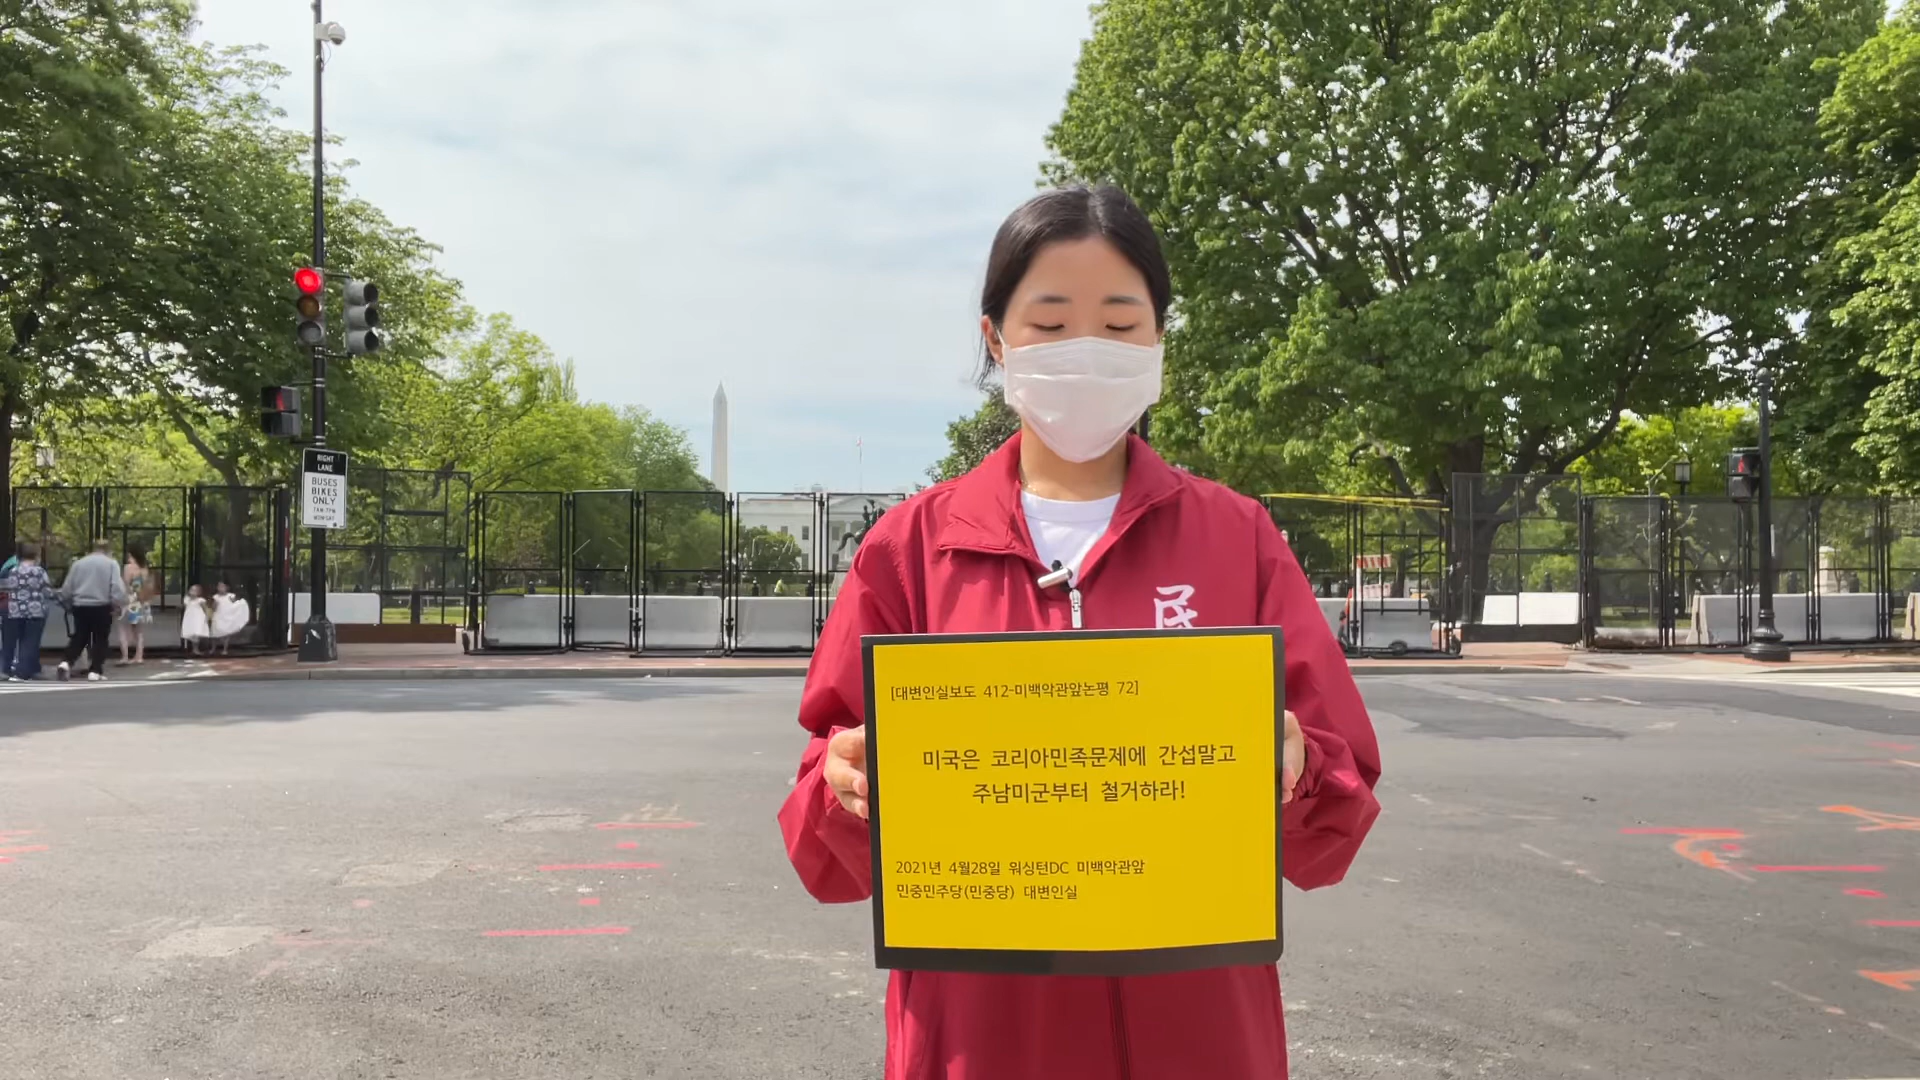 RIGHT
LANE
BUSES
BIKES
ONLY
7AM-7PM
MON-SAT
民
[대변인실보도 412-미백악관앞논평 72]
미국은 코리아민족문제에 간섭말고
주남미군부터 철거하라!
2021년 4월28일 워싱턴DC 미백악관앞
민중민주당(민중당) 대변인실